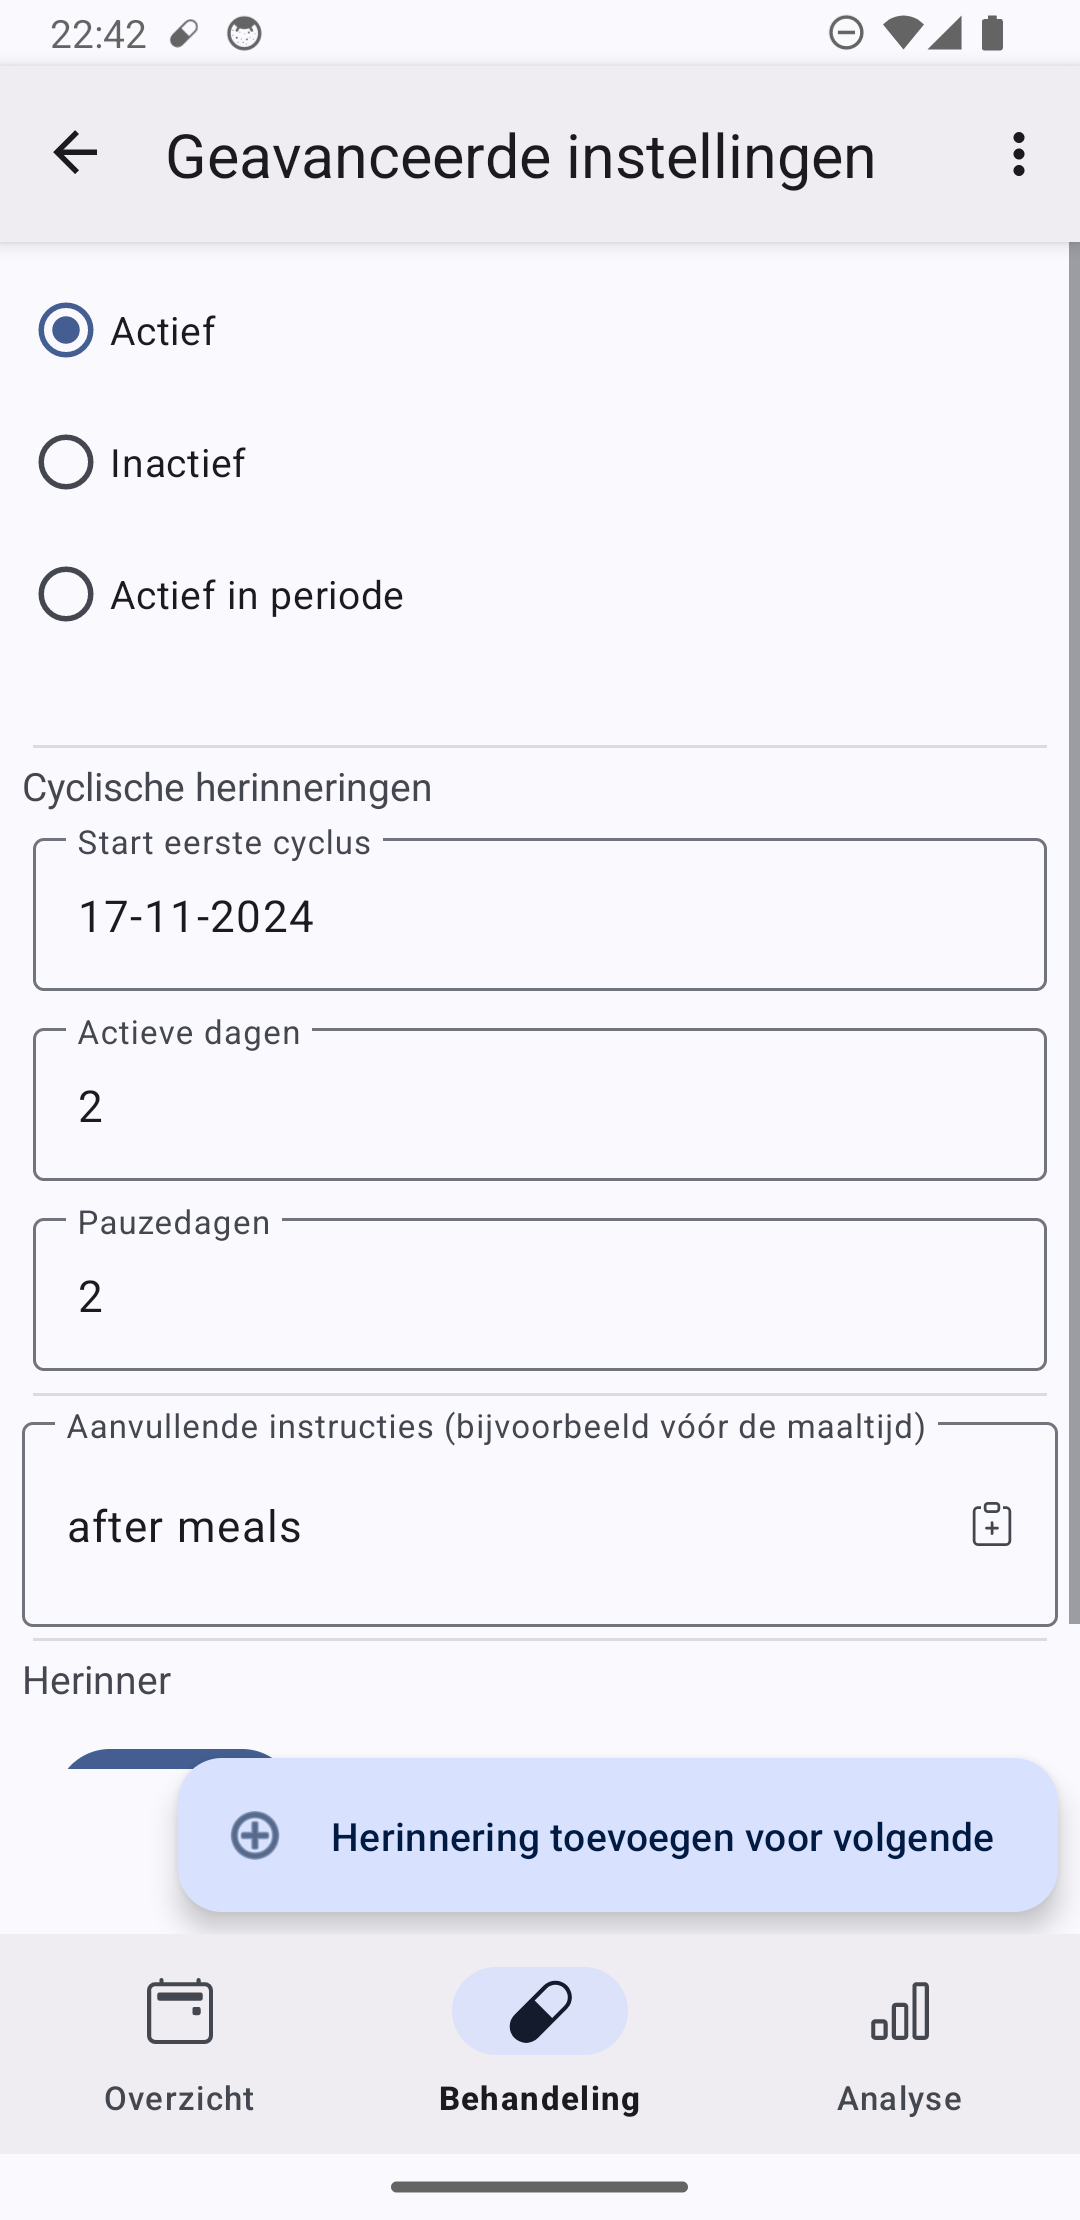 22:42
Geavanceerde instellingen
Actief
Inactief
Actief in periode
Cyclische herinneringen
Start eerste cyclus
17-11-2024
Actieve dagen
2
Pauzedagen
2
Aanvullende instructies (bijvoorbeeld vóór de maaltijd)
after meals
Herinner
Herinnering toevoegen voor volgende
Overzicht
Behandeling
Analyse